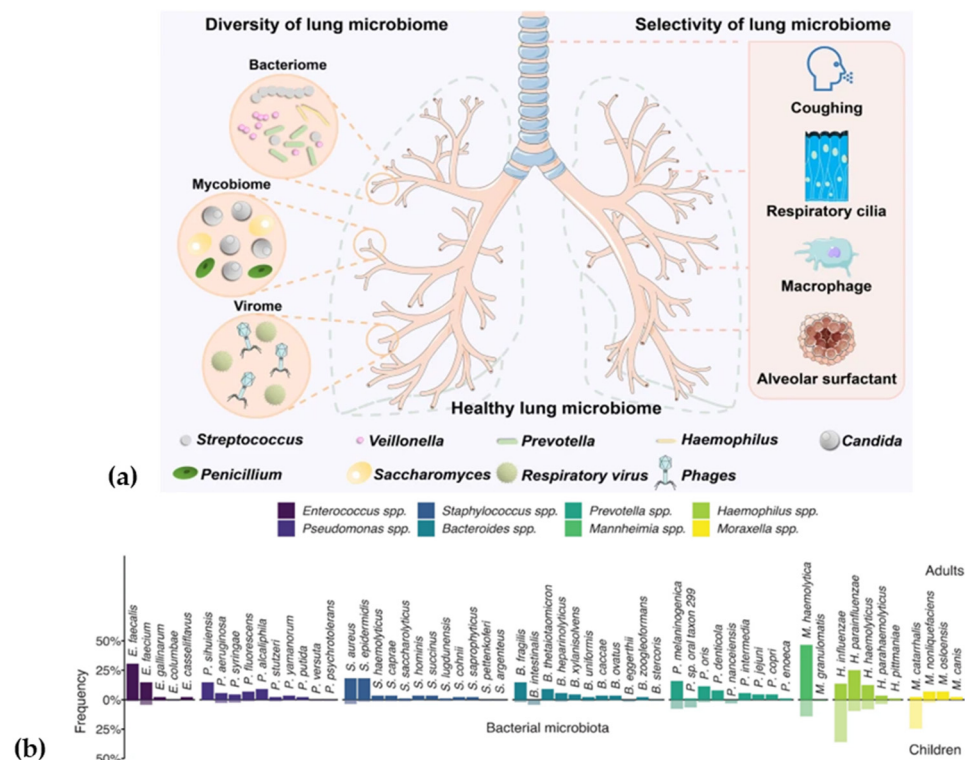 Diversity of lung microbiome
Selectivity of lung microbiome
Bacteriome
Mycobiome
Virome
Coughing
Respiratory cilia
Macrophage
Alveolar surfactant
Healthy lung microbiome
Streptococcus
Veillonella
Prevotella
Haemophilus
Candida
Penicillium
Saccharomyces
Respiratory virus
Phages
(a)
Enterococcus spp.
Staphylococcus spp.
Prevotella spp.
Haemophilus spp.
Pseudomonas spp.
Bacteroides spp.
Mannheimia spp.
Moraxella spp.
Adults
Frequency
50%
25%
0%
25%
50%
E. faecalis
E. faecium
E. gallinarum
E. columbae
E. casseliflavus
P. sihuiensis
P. aeruginosa
P. syringae
P. fluorescens
P. alcaliphila
P. stutzeri
P. yamanorum
P. putida
P. versuta
P. psychrotolerans
S. aureus
S. epidermidis
S. haemolyticus
S. caprae
S. saccharolyticus
S. hominis
S. succinus
S. lugdunensis
S. cohnii
S. saprophyticus
S. pettenkoferi
S. argenteus
B. fragilis
B. intestinalis
B. thetaiotaomicron
B. heparinolyticus
B. xylanisolvens
B. uniformis
B. caccae
B. ovatus
B. eggerthii
B. zoogleoformans
B. stercoris
P. melaninogenica
P. sp. oral taxon 299
P. oris
P. denticola
P. nanceiensis
P. intermedia
P. jejuni
P. copri
P. enoeca
M. haemolytica
M. granulomatis
H. influenzae
H. parainfluenzae
H. haemolyticus
H. parahaemolyticus
H. pittmaniae
M. catarrhalis
M. nonliquefaciens
M. osloensis
M. canis
Bacterial microbiota
Children
(b)